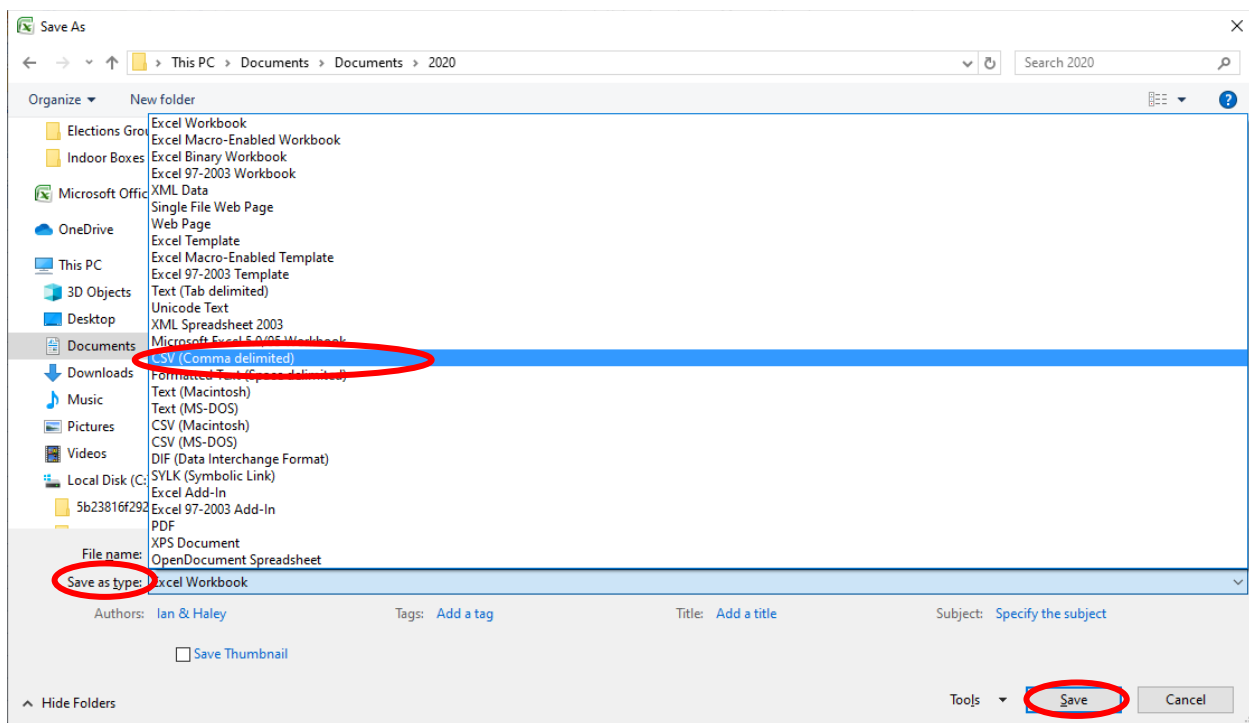 Save As
This PC > Documents > Documents > 2020
Search 2020
Organize
New folder
Elections Grou
Indoor Boxes
Microsoft Offic
OneDrive
This PC
3D Objects
Desktop
Documents
Downloads
Music
Pictures
Videos
Local Disk (C:
5b23816f292
Excel Workbook
Excel Macro-Enabled Workbook
Excel Binary Workbook
Excel 97-2003 Workbook
XML Data
Single File Web Page
Web Page
Excel Template
Excel Macro-Enabled Template
Excel 97-2003 Template
Text (Tab delimited)
Unicode Text
XML Spreadsheet 2003
Microsoft Excel 5.0/95 Workbook
CSV (Comma delimited)
Formatted Text (Space delimited)
Text (Macintosh)
Text (MS-DOS)
CSV (Macintosh)
CSV (MS-DOS)
DIF (Data Interchange Format)
SYLK (Symbolic Link)
Excel Add-In
Excel 97-2003 Add-In
PDF
XPS Document
OpenDocument Spreadsheet
File name:
Save as type: Excel Workbook
Authors: Ian & Haley
Tags: Add a tag
Title: Add a title
Subject: Specify the subject
Save Thumbnail
Hide Folders
Tools
Save
Cancel